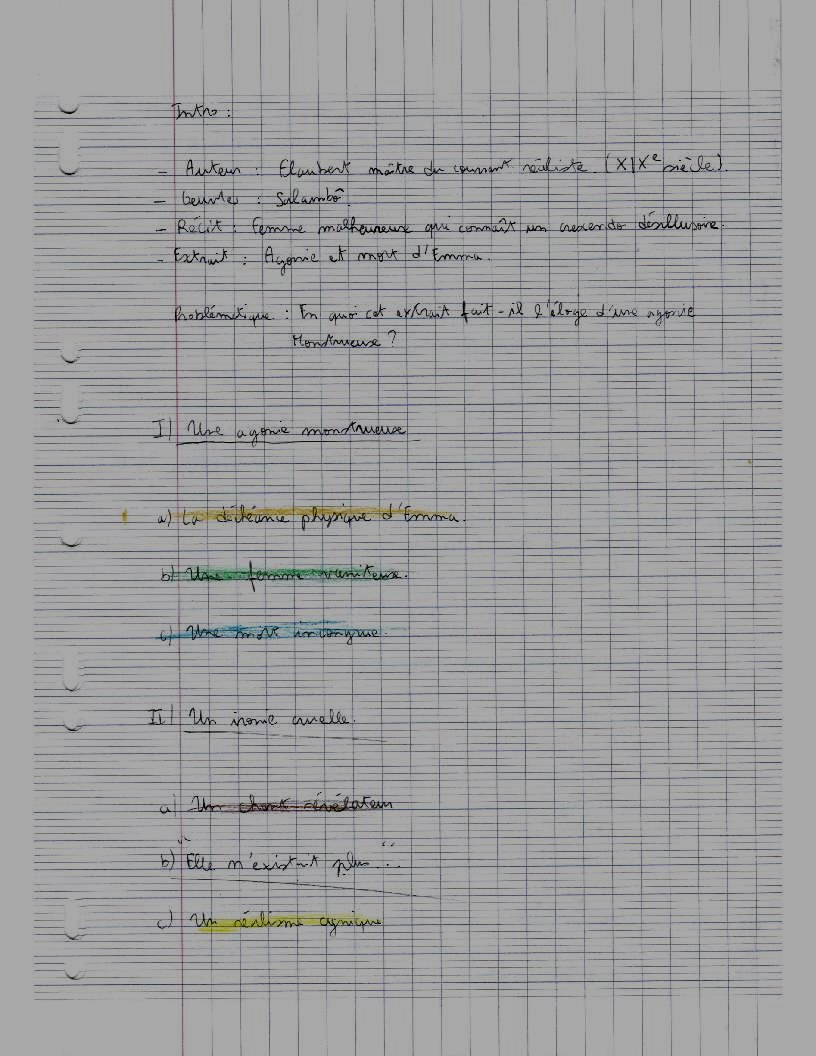 Intro :
- Auteur : Flaubert maître du courant réaliste. (XIXe siècle).
- Oeuvre : Salambô.
- Récit : Femme malheureuse qui connaît un crescendo désillusoire.
- Extrait : Agonie et mort d'Emma.
Problématique : En quoi cet extrait fait-il l'éloge d'une agonie
Monstrueuse ?
I) Une agonie monstrueuse
a) La déchéance physique d'Emma.
b) Une femme vaniteuse.
c) Une mort incongrue.
II) Un ironie cruelle.
a) Un chant révélateur
b) "Elle n'existait plus..."
c) Un réalisme cynique